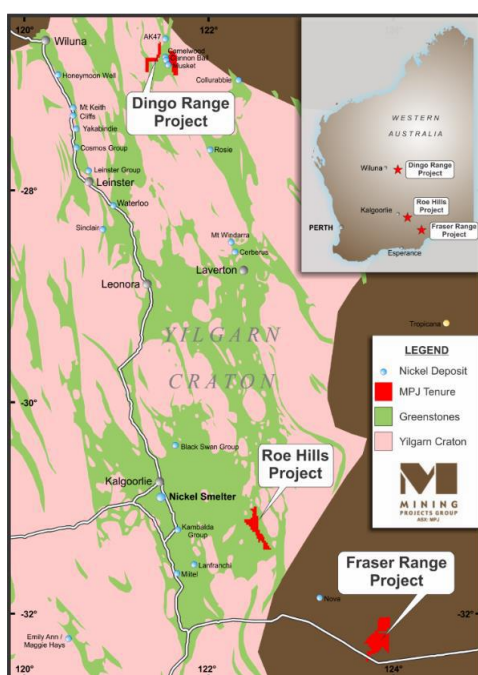 120°
122°
Wiluna
AK47
Camelwood
Cannon Bale
Musket
Honeymoon Well
Collurabbie
Dingo Range
Project
Mt Keith
Cliffs
Yakabindie
Cosmos Group
Rosie
-28°
Leinster Group
Leinster
Waterloo
Sinclair
Mt Windarra
Cerberus
Laverton
Leonora
YILGARN
CRATON
Tropicana
-30°
Black Swan Group
Kalgoorlie
Nickel Smelter
Roe Hills
Project
Kambalda
Group
Lanfranchi
Miitel
Nova
Fraser Range
Project
-32°
-32°
Emily Ann /
Maggie Hays
120°
122°
124°
WESTERN
AUSTRALIA
Wiluna
Dingo Range
Project
Kalgoorlie
Roe Hills
Project
PERTH
Fraser Range
Project
Esperance
LEGEND
Nickel Deposit
MPJ Tenure
Greenstones
Yilgarn Craton
M
MINING
PROJECTS GROUP
ASX: MPJ